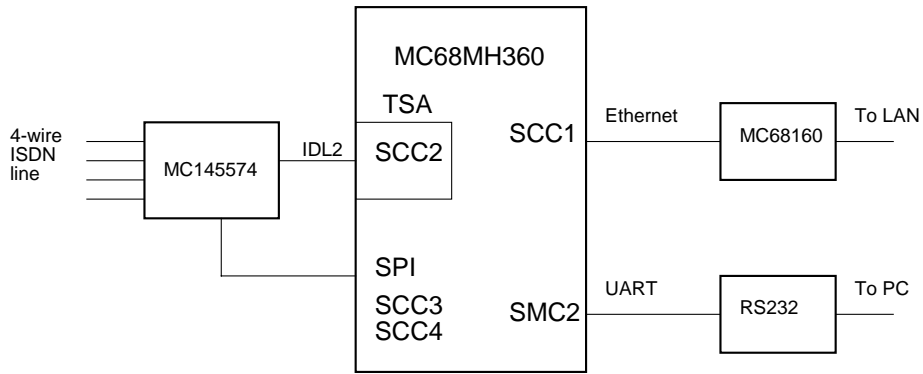 MC68MH360
TSA
4-wire
ISDN
line
MC145574
IDL2
SCC2
SCC1
Ethernet
MC68160
To LAN
SPI
SCC3
SCC4
SMC2
UART
RS232
To PC